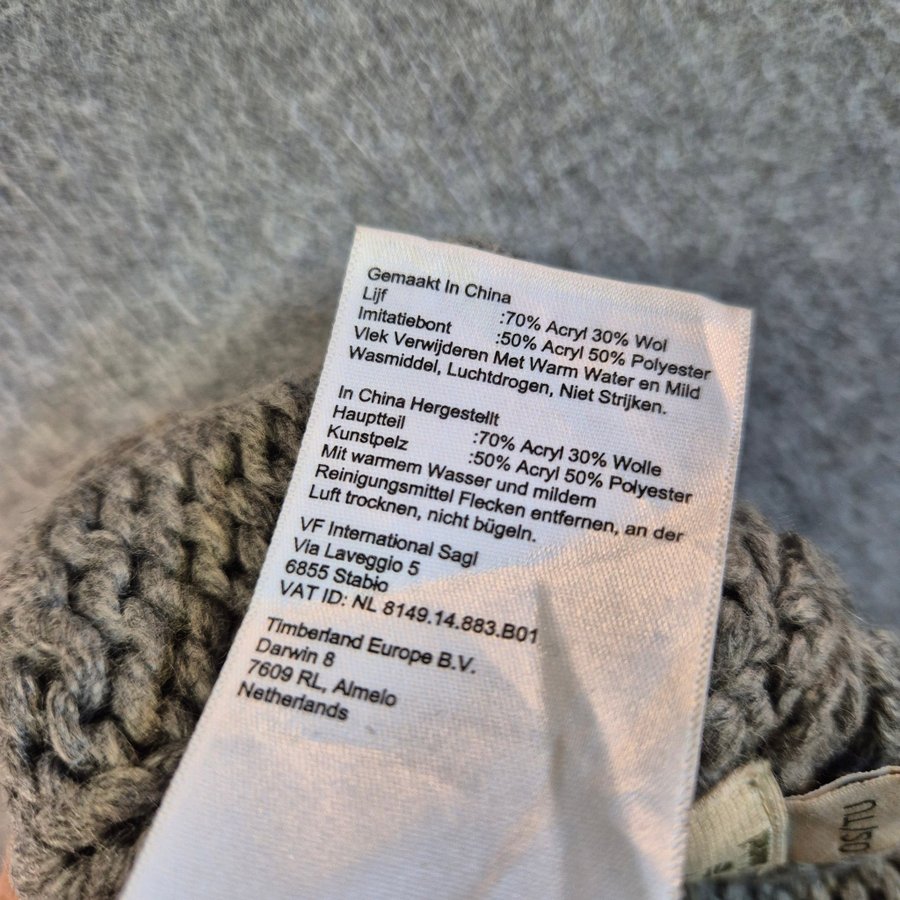 Gemaakt In China
Lijf :70% Acryl 30% Wol
Imitatiebont :50% Acryl 50% Polyester
Vlek Verwijderen Met Warm Water en Mild
Wasmiddel, Luchtdrogen, Niet Strijken.
In China Hergestellt
Hauptteil :70% Acryl 30% Wolle
Kunstpelz :50% Acryl 50% Polyester
Mit warmem Wasser und mildem
Reinigungsmittel Flecken entfernen, an der
Luft trocknen, nicht bügeln.
VF International Sagl
Via Laveggio 5
6855 Stabio
VAT ID: NL 8149.14.883.B01
Timberland Europe B.V.
Darwin 8
7609 RL, Almelo
Netherlands